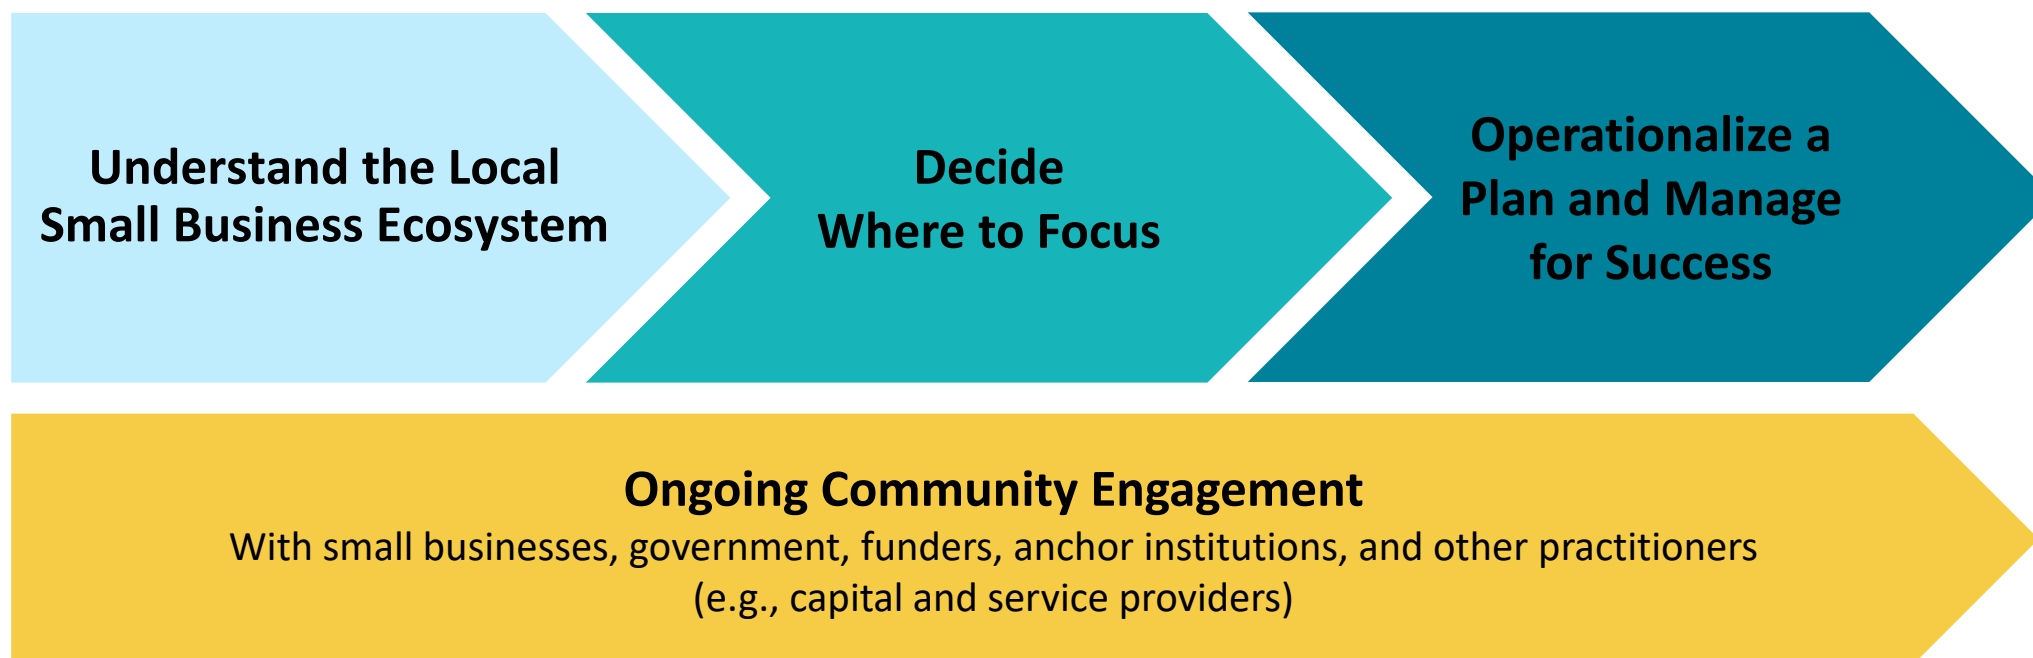 Understand the Local
Small Business Ecosystem
Decide
Where to Focus
Operationalize a
Plan and Manage
for Success
Ongoing Community Engagement
With small businesses, government, funders, anchor institutions, and other practitioners
(e.g., capital and service providers)